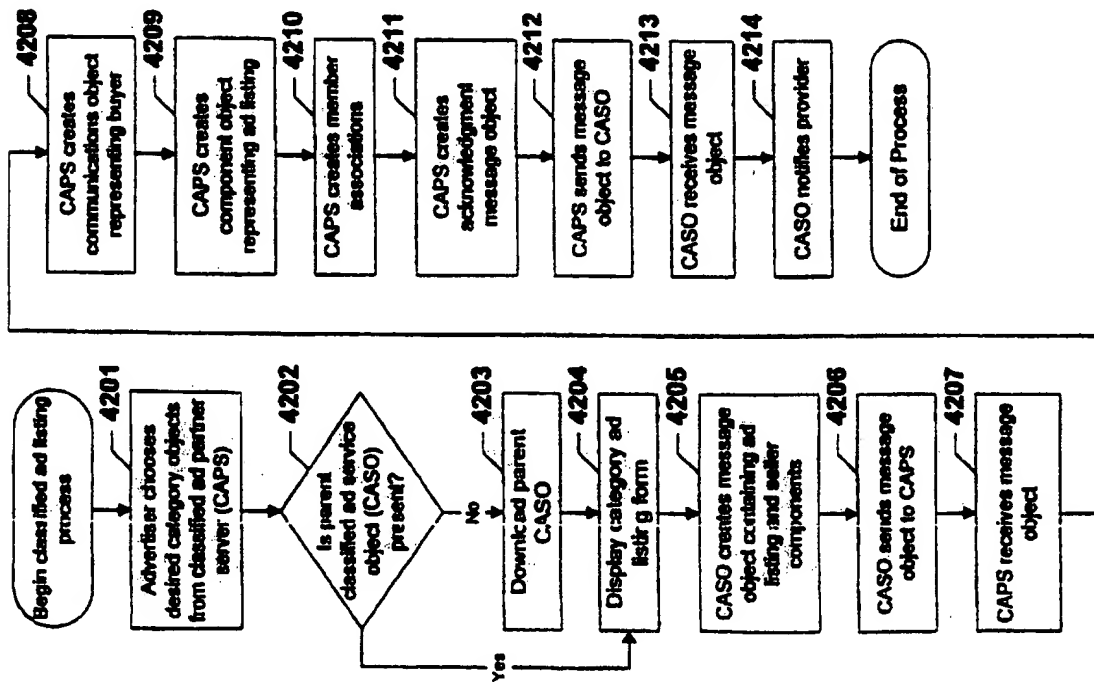 Begin classified ad listing
process
4201
Advertiser chooses
desired category objects
from classified ad partner
server (CAPS)
4202
Is parent
classified ad service
object (CASO)
present?
Yes
No
4203
Download parent
CASO
4204
Display category ad
listing form
4205
CASO creates message
object containing ad
listing and seller
components
4206
CASO sends message
object to CAPS
4207
CAPS receives message
object
4208
CAPS creates
communications object
representing buyer
4209
CAPS creates
component object
representing ad listing
4210
CAPS creates member
associations
4211
CAPS creates
acknowledgment
message object
4212
CAPS sends message
object to CASO
4213
CASO receives message
object
4214
CASO notifies provider
End of Process